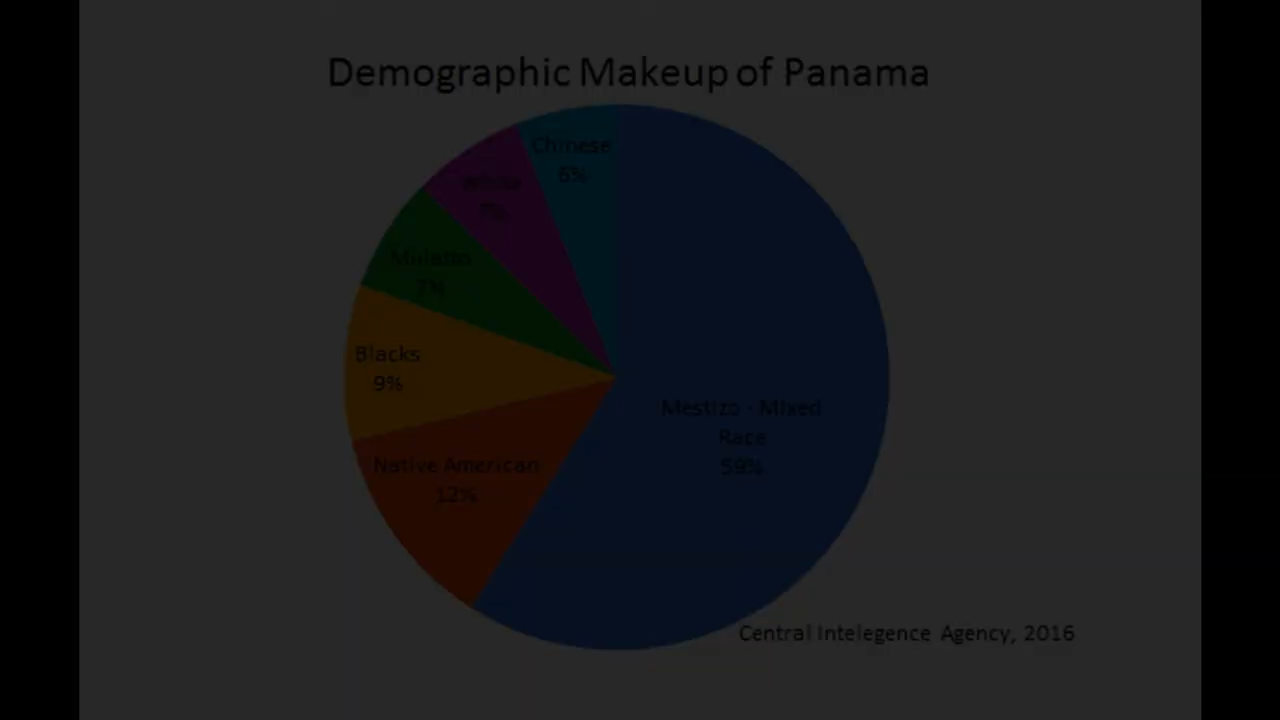 Demographic Makeup of Panama
Chinese
6%
White
7%
Mulatto
7%
Blacks
9%
Mestizo - Mixed
Race
59%
Native American
12%
Central Intelegence Agency, 2016